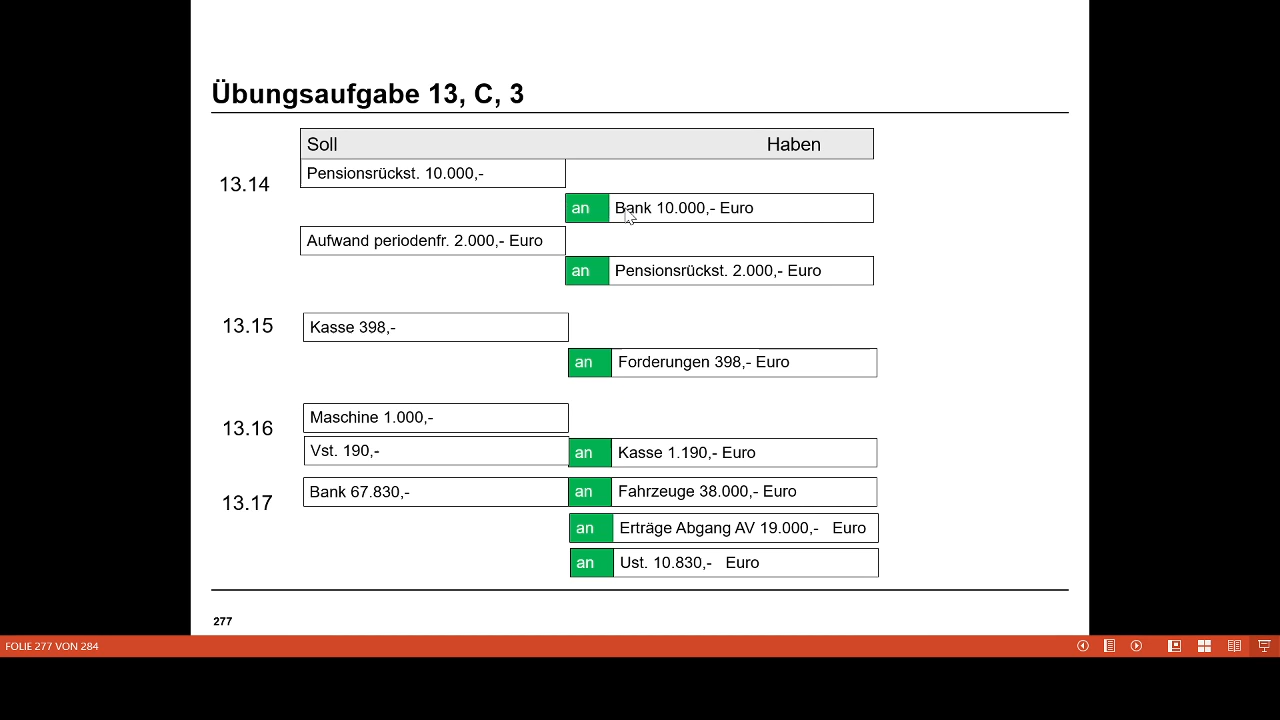 Übungsaufgabe 13, C, 3
Soll Haben
13.14
Pensionsrückst. 10.000,-
an Bank 10.000,- Euro
Aufwand periodenfr. 2.000,- Euro
an Pensionsrückst. 2.000,- Euro
13.15
Kasse 398,-
an Forderungen 398,- Euro
13.16
Maschine 1.000,-
Vst. 190,- an Kasse 1.190,- Euro
13.17
Bank 67.830,- an Fahrzeuge 38.000,- Euro
an Erträge Abgang AV 19.000,- Euro
an Ust. 10.830,- Euro
277
FOLIE 277 VON 284